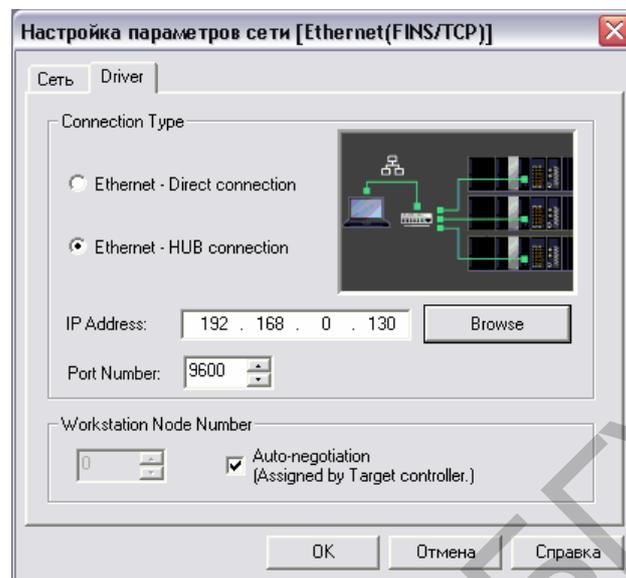 Настройка параметров сети [Ethernet(FINS/TCP)]
Сеть Driver
Connection Type
Ethernet - Direct connection
Ethernet - HUB connection
IP Address: 192 . 168 . 0 . 130 Browse
Port Number: 9600
Workstation Node Number
0 Auto-negotiation
(Assigned by Target controller.)
OK Отмена Справка